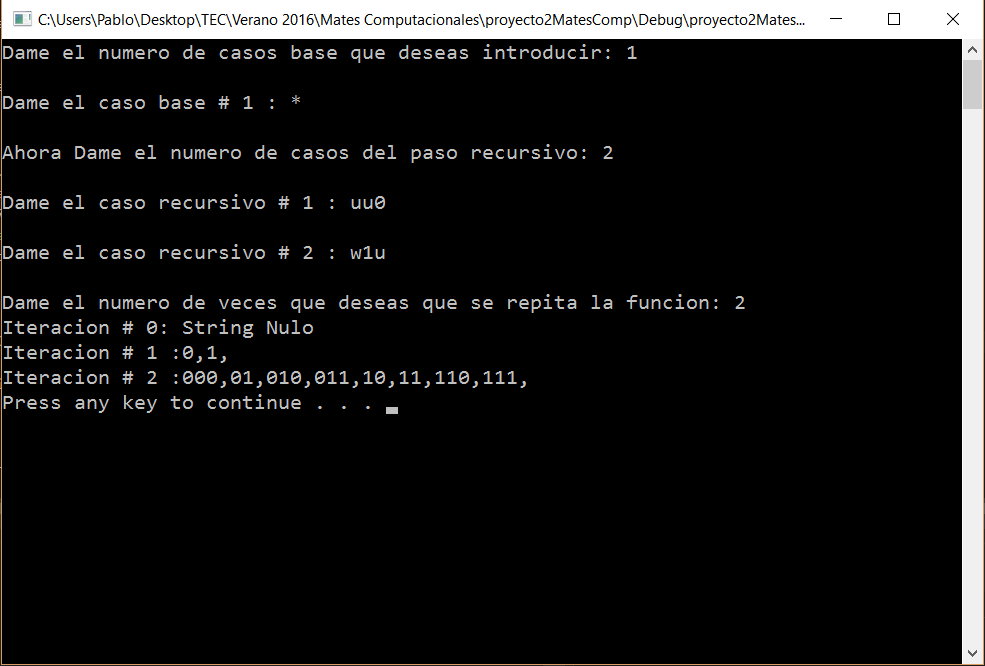 C:\Users\Pablo\Desktop\TEC\Verano 2016\Mates Computacionales\proyecto2MatesComp\Debug\proyecto2Mates...
Dame el numero de casos base que deseas introducir: 1
Dame el caso base # 1 : *
Ahora Dame el numero de casos del paso recursivo: 2
Dame el caso recursivo # 1 : uu0
Dame el caso recursivo # 2 : w1u
Dame el numero de veces que deseas que se repita la funcion: 2
Iteracion # 0: String Nulo
Iteracion # 1 :0,1,
Iteracion # 2 :000,01,010,011,10,11,110,111,
Press any key to continue . . .